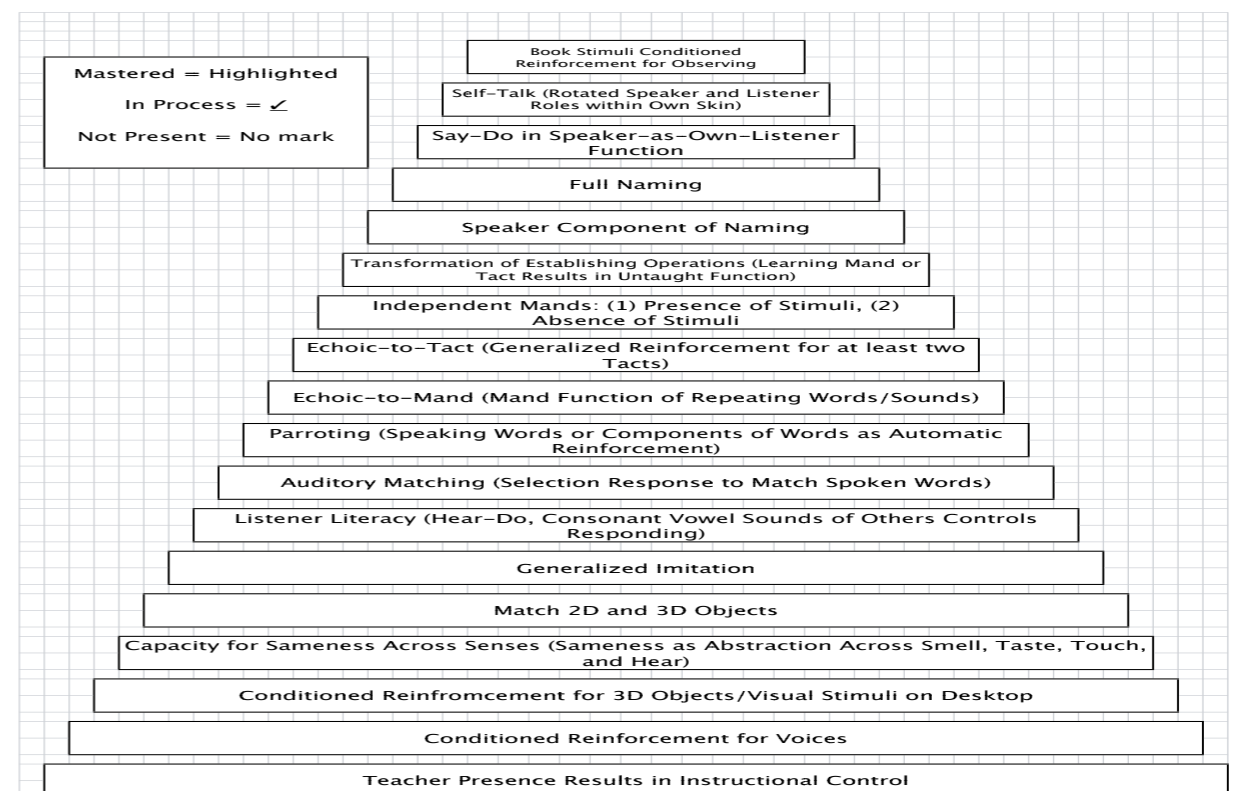 Mastered = Highlighted
In Process = ✓
Not Present = No mark
Book Stimuli Conditioned
Reinforcement for Observing
Self-Talk (Rotated Speaker and Listener
Roles within Own Skin)
Say-Do in Speaker-as-Own-Listener
Function
Full Naming
Speaker Component of Naming
Transformation of Establishing Operations (Learning Mand or
Tact Results in Untaught Function)
Independent Mands: (1) Presence of Stimuli, (2)
Absence of Stimuli
Echoic-to-Tact (Generalized Reinforcement for at least two
Tacts)
Echoic-to-Mand (Mand Function of Repeating Words/Sounds)
Parroting (Speaking Words or Components of Words as Automatic
Reinforcement)
Auditory Matching (Selection Response to Match Spoken Words)
Listener Literacy (Hear-Do, Consonant Vowel Sounds of Others Controls
Responding)
Generalized Imitation
Match 2D and 3D Objects
Capacity for Sameness Across Senses (Sameness as Abstraction Across Smell, Taste, Touch,
and Hear)
Conditioned Reinfromcement for 3D Objects/Visual Stimuli on Desktop
Conditioned Reinforcement for Voices
Teacher Presence Results in Instructional Control